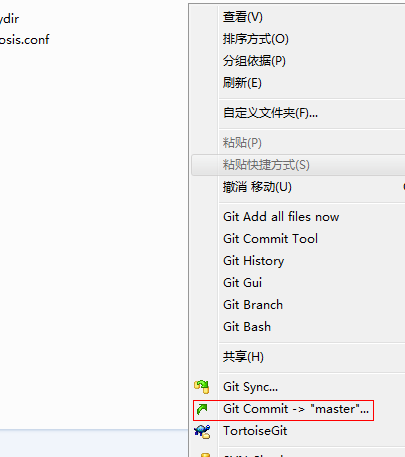 ydir
osis.conf
查看(V)
排序方式(O)
分组依据(P)
刷新(E)
自定义文件夹(F)...
粘贴(P)
粘贴快捷方式(S)
撤消 移动(U)
Git Add all files now
Git Commit Tool
Git History
Git Gui
Git Branch
Git Bash
共享(H)
Git Sync...
Git Commit -> "master"...
TortoiseGit